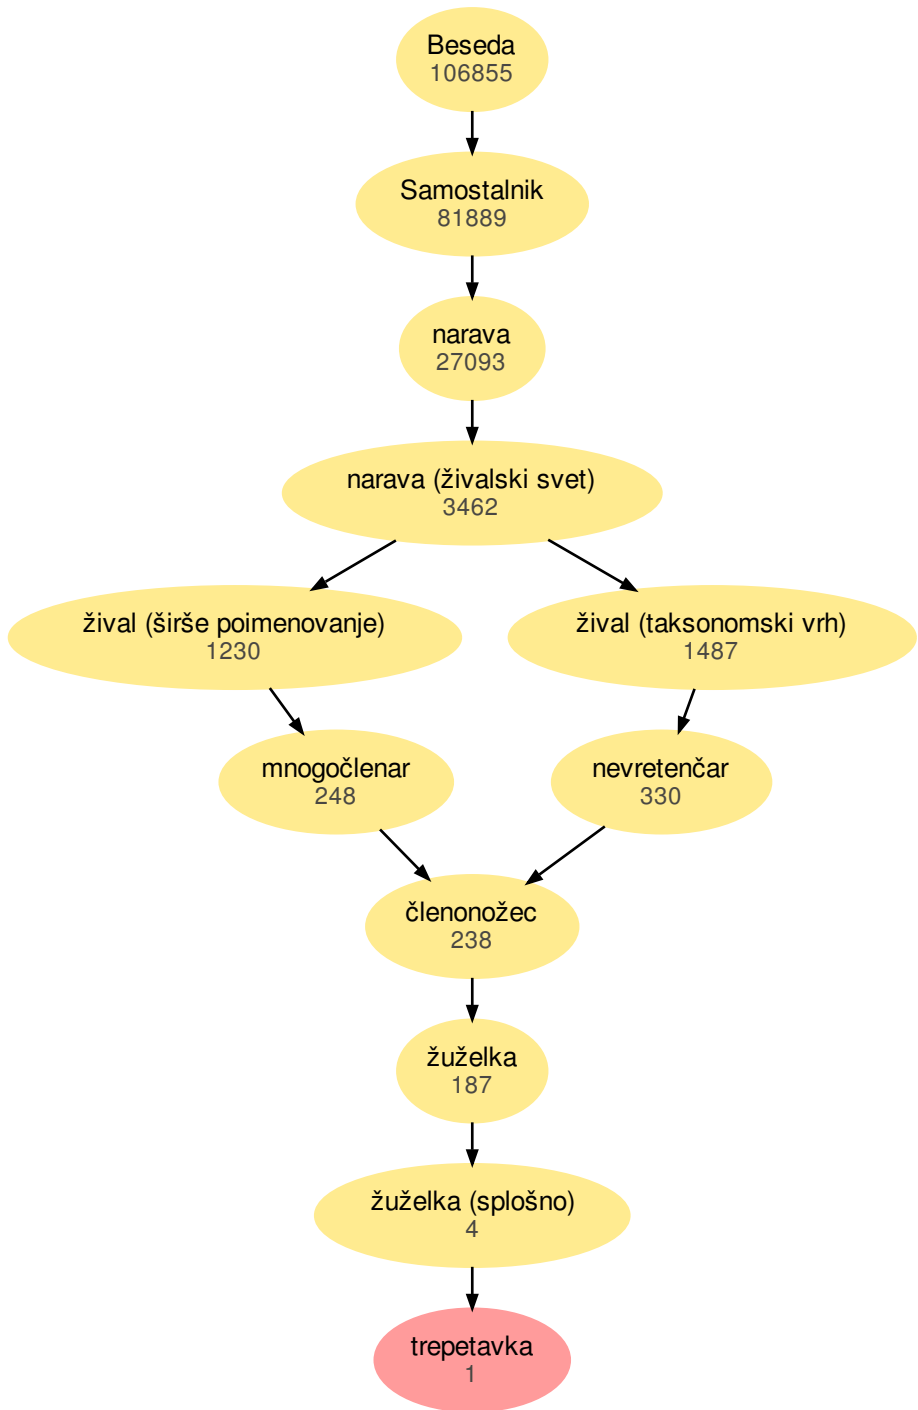 Beseda
106855
Samostalnik
81889
narava
27093
narava (živalski svet)
3462
žival (širše poimenovanje)
1230
žival (taksonomski vrh)
1487
mnogočlenar
248
nevretenčar
330
členonožec
238
žuželka
187
žuželka (splošno)
4
trepetavka
1